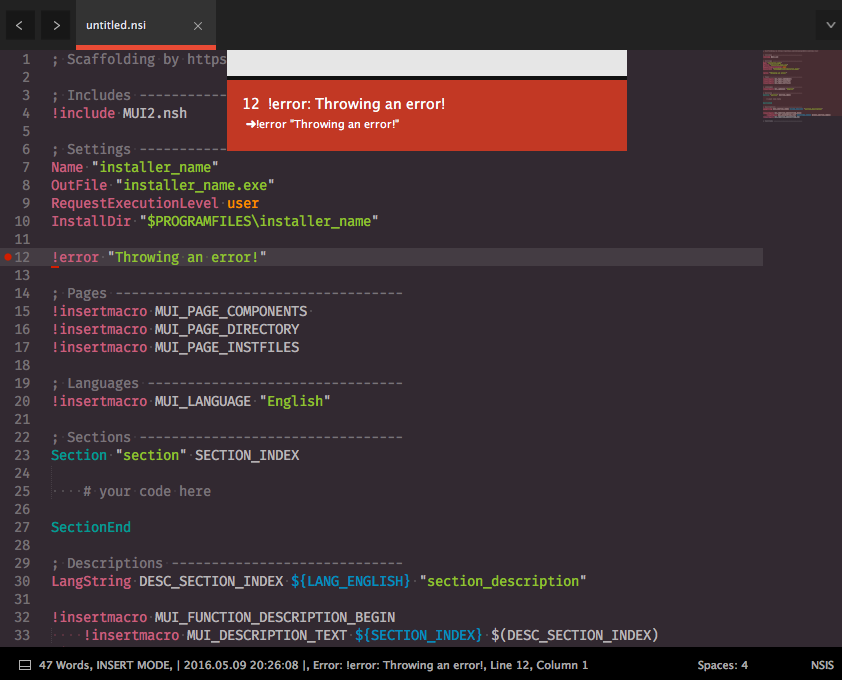 untitled.nsi
12 !error: Throwing an error!
➜!error "Throwing an error!"
1 ; Scaffolding by https
2
3 ; Includes -----------
4 !include MUI2.nsh
5
6 ; Settings -----------
7 Name "installer_name"
8 OutFile "installer_name.exe"
9 RequestExecutionLevel user
10 InstallDir "$PROGRAMFILES\installer_name"
11
12 !error "Throwing an error!"
13
14 ; Pages ------------------------------------
15 !insertmacro MUI_PAGE_COMPONENTS
16 !insertmacro MUI_PAGE_DIRECTORY
17 !insertmacro MUI_PAGE_INSTFILES
18
19 ; Languages --------------------------------
20 !insertmacro MUI_LANGUAGE "English"
21
22 ; Sections ---------------------------------
23 Section "section" SECTION_INDEX
24
25 ····# your code here
26
27 SectionEnd
28
29 ; Descriptions -----------------------------
30 LangString DESC_SECTION_INDEX ${LANG_ENGLISH} "section_description"
31
32 !insertmacro MUI_FUNCTION_DESCRIPTION_BEGIN
33 ····!insertmacro MUI_DESCRIPTION_TEXT ${SECTION_INDEX} $(DESC_SECTION_INDEX)
47 Words, INSERT MODE, | 2016.05.09 20:26:08 |, Error: !error: Throwing an error!, Line 12, Column 1 Spaces: 4 NSIS